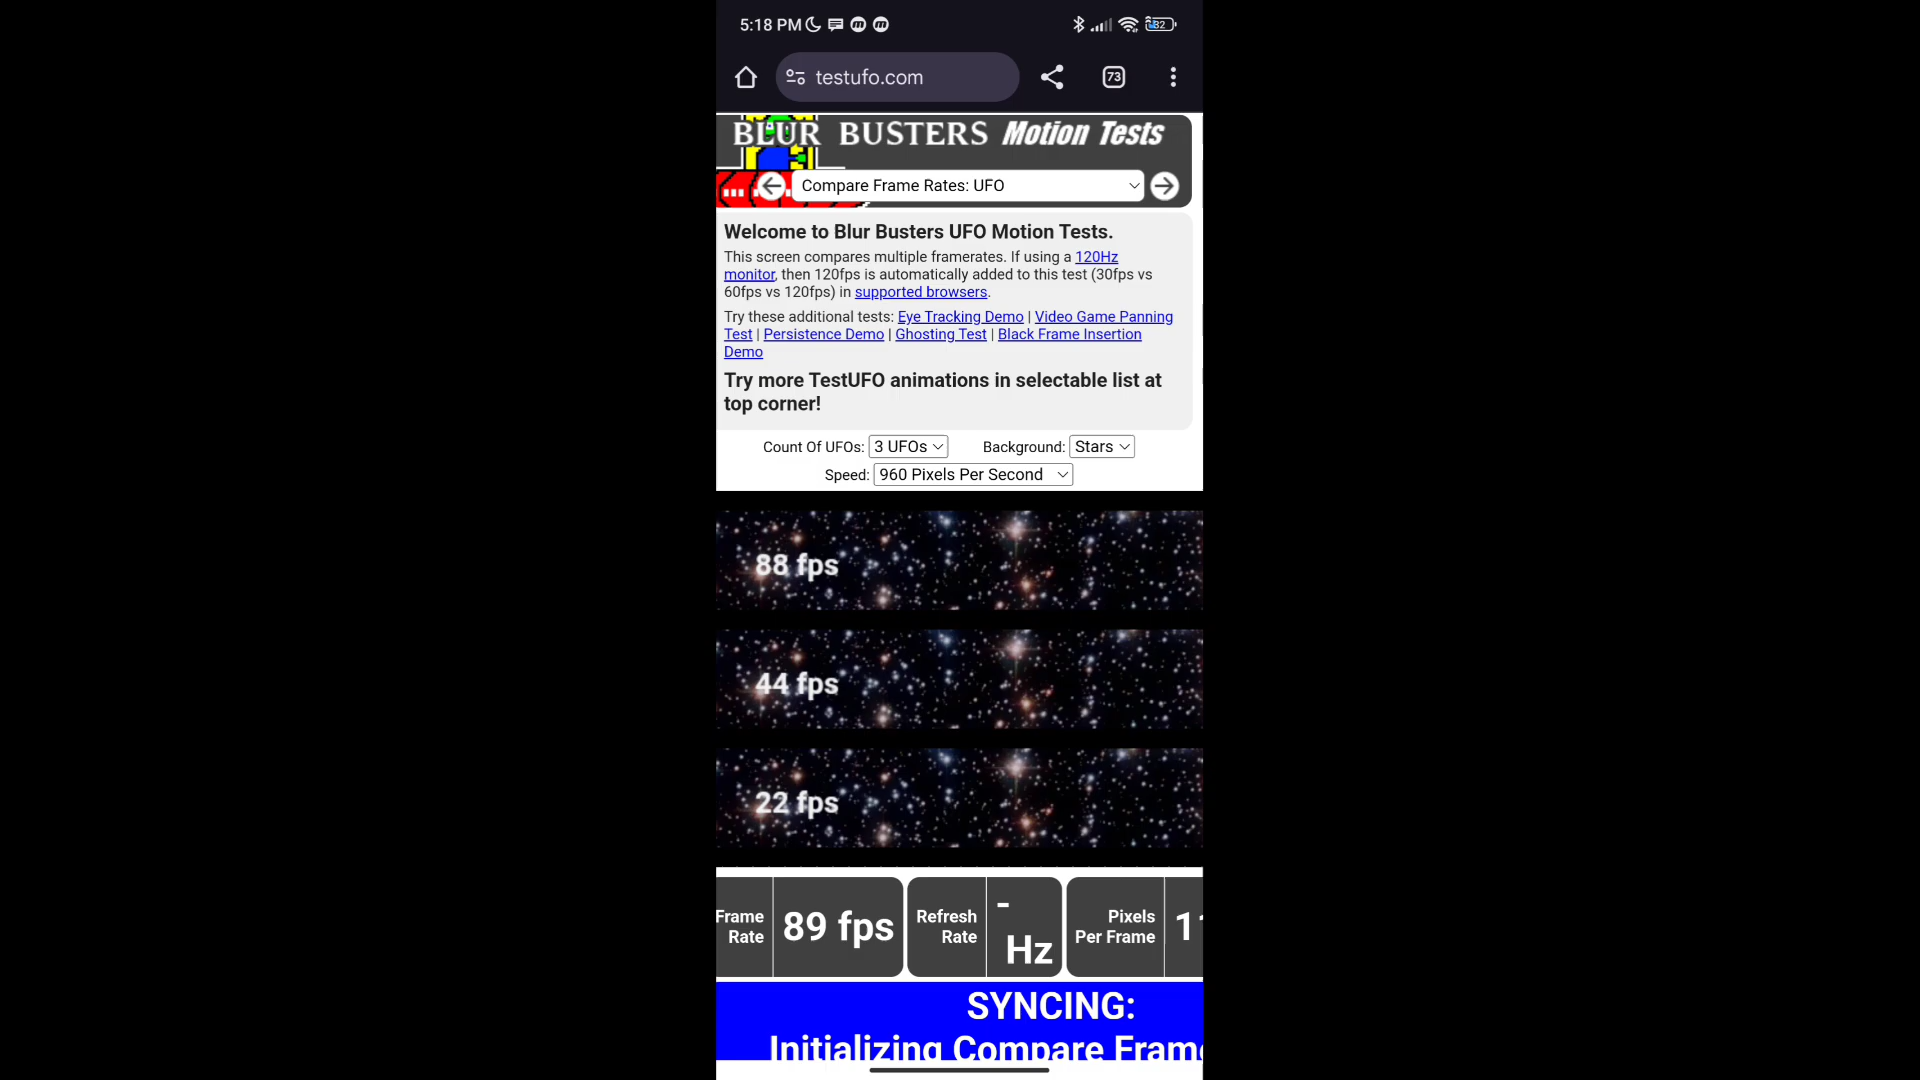 5:18 PM
32
testufo.com
73
BLUR BUSTERS Motion Tests
Compare Frame Rates: UFO
Welcome to Blur Busters UFO Motion Tests.
This screen compares multiple framerates. If using a 120Hz
monitor, then 120fps is automatically added to this test (30fps vs
60fps vs 120fps) in supported browsers.
Try these additional tests: Eye Tracking Demo | Video Game Panning
Test | Persistence Demo | Ghosting Test | Black Frame Insertion
Demo
Try more TestUFO animations in selectable list at
top corner!
Count Of UFOs: 3 UFOs Background: Stars
Speed: 960 Pixels Per Second
88 fps
44 fps
22 fps
Frame
Rate
89 fps
Refresh
Rate
-
Hz
Pixels
Per Frame
SYNCING:
Initializing Compare